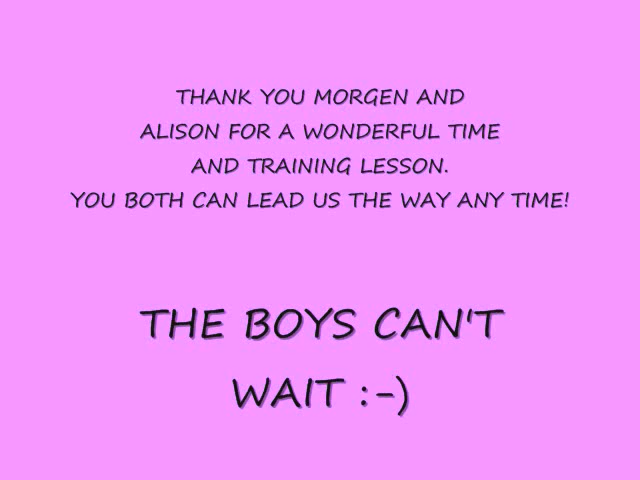 THANK YOU MORGEN AND
ALISON FOR A WONDERFUL TIME
AND TRAINING LESSON.
YOU BOTH CAN LEAD US THE WAY ANY TIME!
THE BOYS CAN'T
WAIT :-)